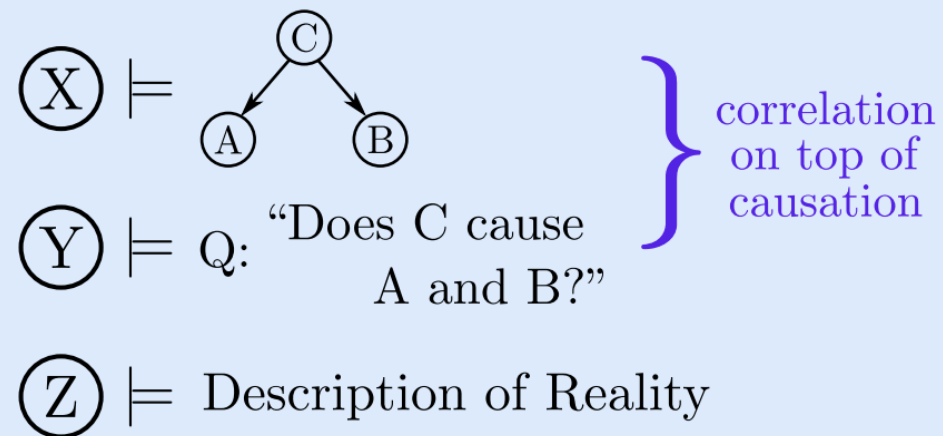 C
X ⊨
A B
correlation
on top of
causation
Y ⊨ Q: “Does C cause
A and B?”
Z ⊨ Description of Reality